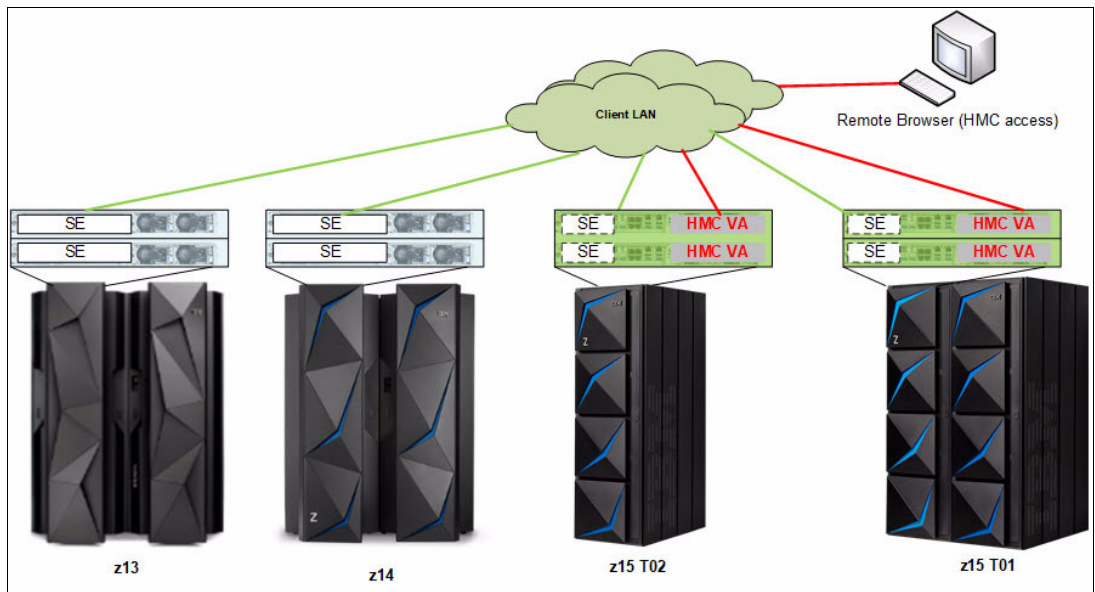 Client LAN
Remote Browser (HMC access)
SE
SE
SE
SE
SE HMC VA
SE HMC VA
SE HMC VA
SE HMC VA
Z
Z
z13
z14
z15 T02
z15 T01